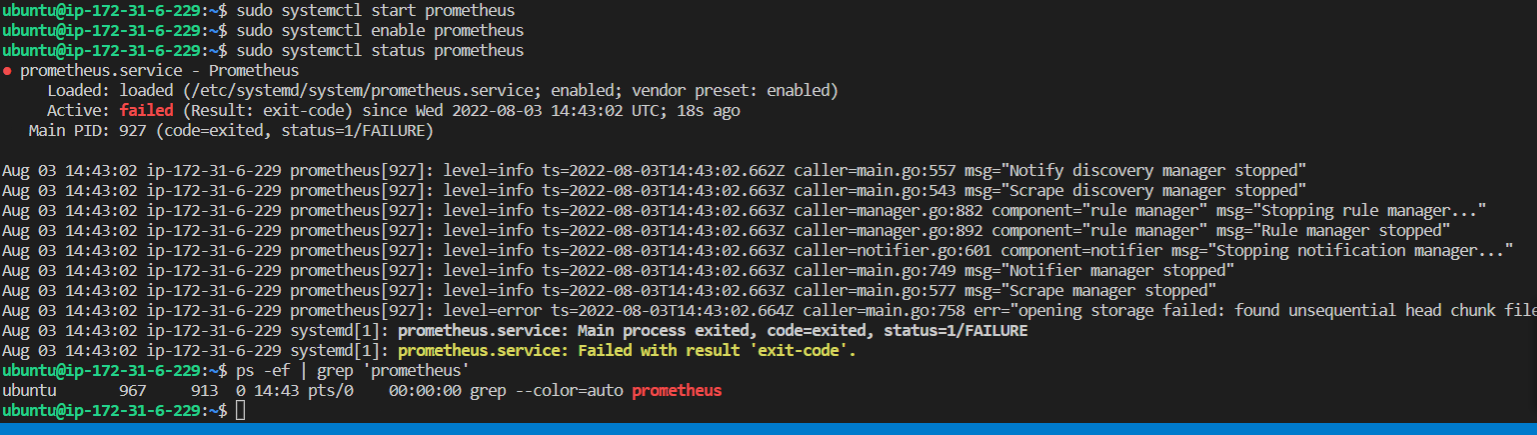 ubuntu@ip-172-31-6-229:~$ sudo systemctl start prometheus
ubuntu@ip-172-31-6-229:~$ sudo systemctl enable prometheus
ubuntu@ip-172-31-6-229:~$ sudo systemctl status prometheus
● prometheus.service - Prometheus
Loaded: loaded (/etc/systemd/system/prometheus.service; enabled; vendor preset: enabled)
Active: failed (Result: exit-code) since Wed 2022-08-03 14:43:02 UTC; 18s ago
Main PID: 927 (code=exited, status=1/FAILURE)
Aug 03 14:43:02 ip-172-31-6-229 prometheus[927]: level=info ts=2022-08-03T14:43:02.662Z caller=main.go:557 msg="Notify discovery manager stopped"
Aug 03 14:43:02 ip-172-31-6-229 prometheus[927]: level=info ts=2022-08-03T14:43:02.663Z caller=main.go:543 msg="Scrape discovery manager stopped"
Aug 03 14:43:02 ip-172-31-6-229 prometheus[927]: level=info ts=2022-08-03T14:43:02.663Z caller=manager.go:882 component="rule manager" msg="Stopping rule manager..."
Aug 03 14:43:02 ip-172-31-6-229 prometheus[927]: level=info ts=2022-08-03T14:43:02.663Z caller=manager.go:892 component="rule manager" msg="Rule manager stopped"
Aug 03 14:43:02 ip-172-31-6-229 prometheus[927]: level=info ts=2022-08-03T14:43:02.663Z caller=notifier.go:601 component=notifier msg="Stopping notification manager..."
Aug 03 14:43:02 ip-172-31-6-229 prometheus[927]: level=info ts=2022-08-03T14:43:02.663Z caller=main.go:749 msg="Notifier manager stopped"
Aug 03 14:43:02 ip-172-31-6-229 prometheus[927]: level=info ts=2022-08-03T14:43:02.663Z caller=main.go:577 msg="Scrape manager stopped"
Aug 03 14:43:02 ip-172-31-6-229 prometheus[927]: level=error ts=2022-08-03T14:43:02.664Z caller=main.go:758 err="opening storage failed: found unsequential head chunk file
Aug 03 14:43:02 ip-172-31-6-229 systemd[1]: prometheus.service: Main process exited, code=exited, status=1/FAILURE
Aug 03 14:43:02 ip-172-31-6-229 systemd[1]: prometheus.service: Failed with result 'exit-code'.
ubuntu@ip-172-31-6-229:~$ ps -ef | grep 'prometheus'
ubuntu 967 913 0 14:43 pts/0 00:00:00 grep --color=auto prometheus
ubuntu@ip-172-31-6-229:~$